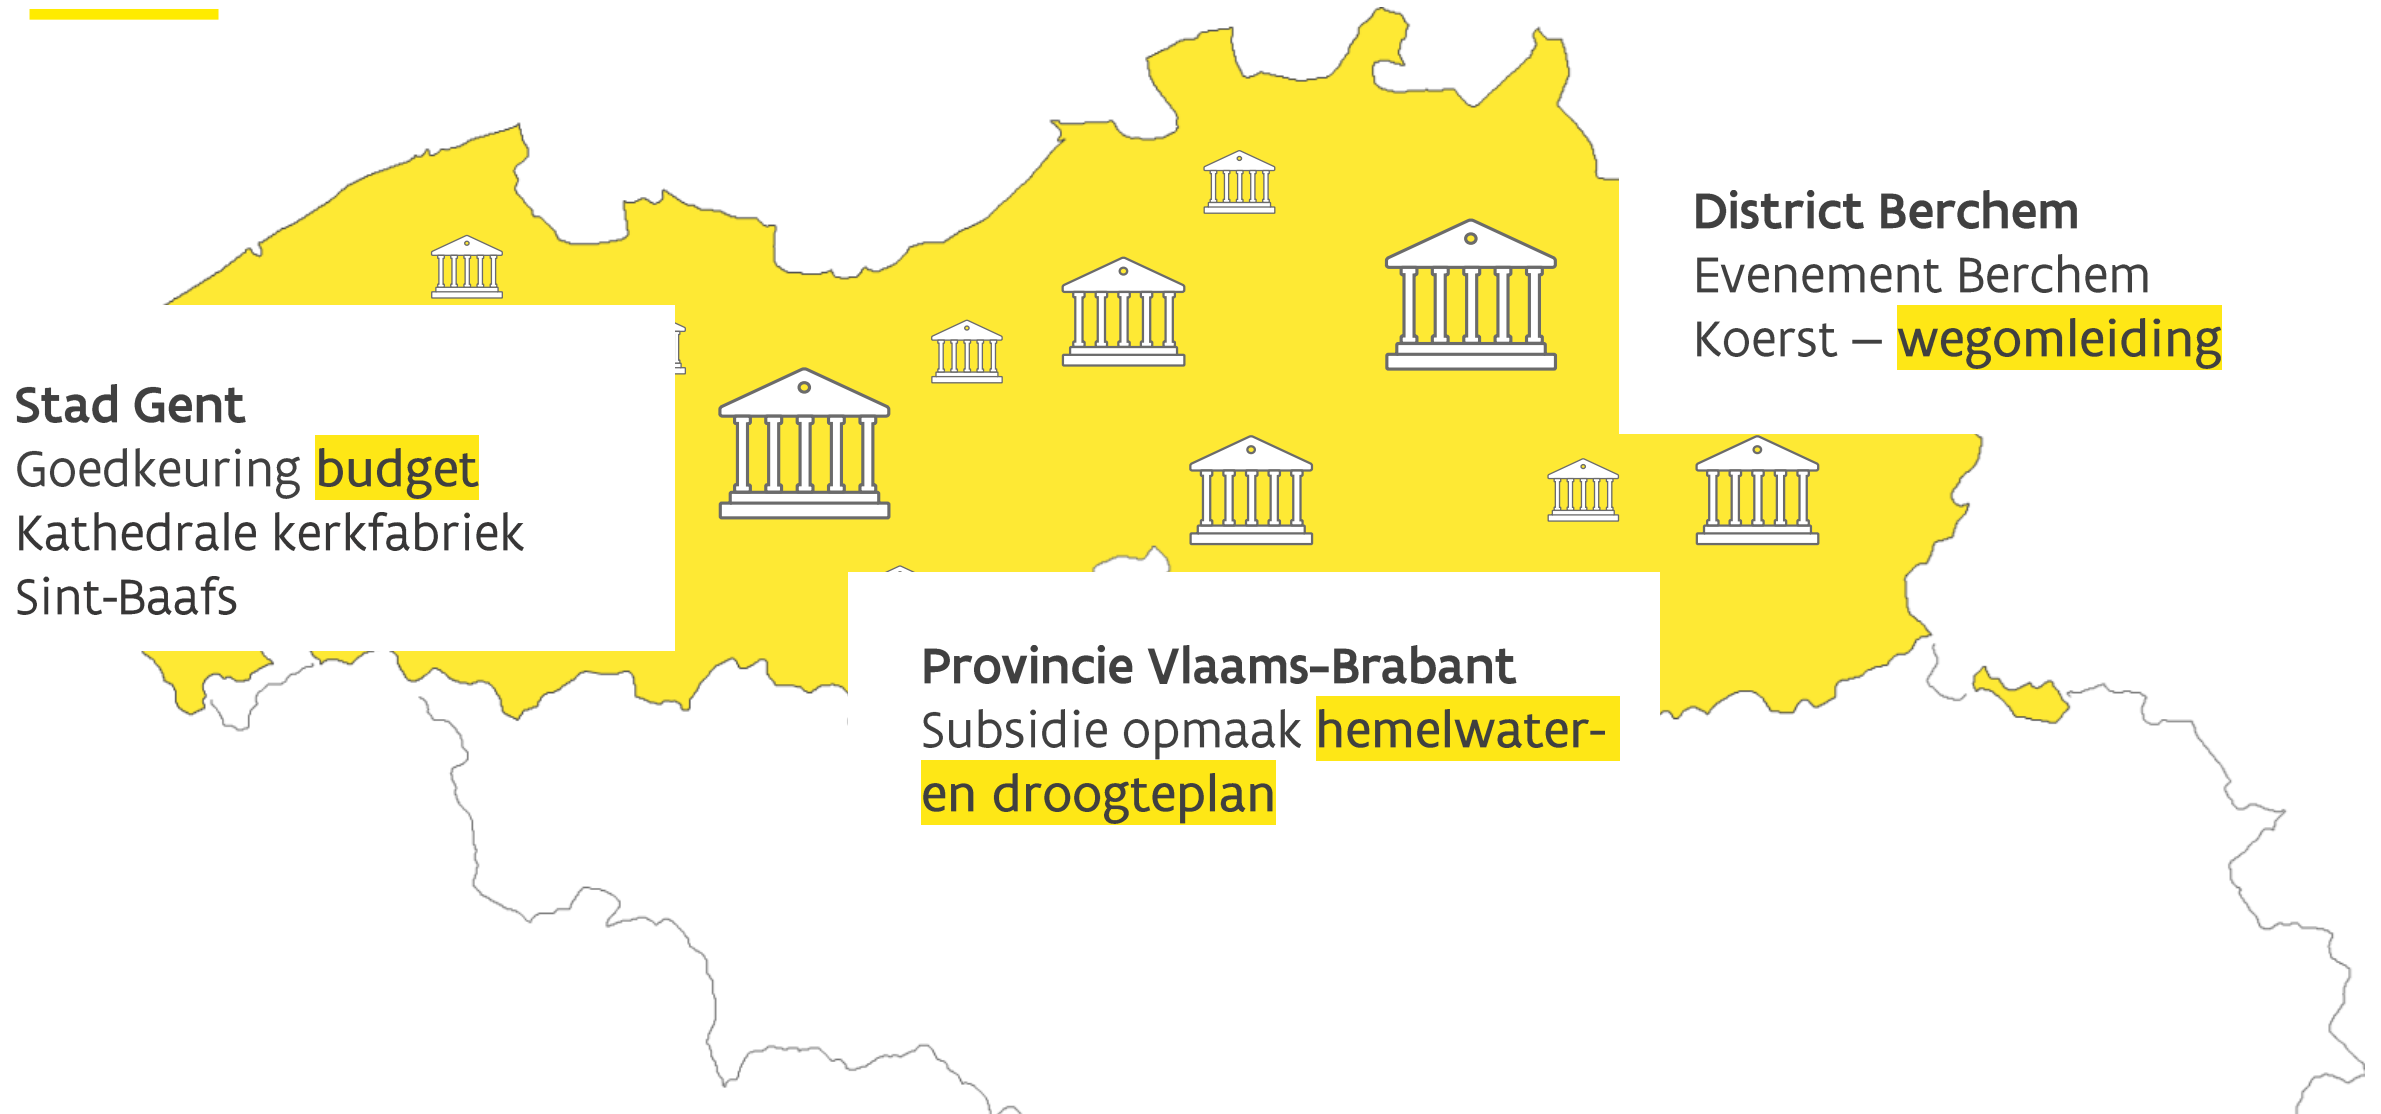 District Berchem
Evenement Berchem
Koerst – wegomleiding
Stad Gent
Goedkeuring budget
Kathedrale kerkfabriek
Sint-Baafs
Provincie Vlaams-Brabant
Subsidie opmaak hemelwater-
en droogteplan